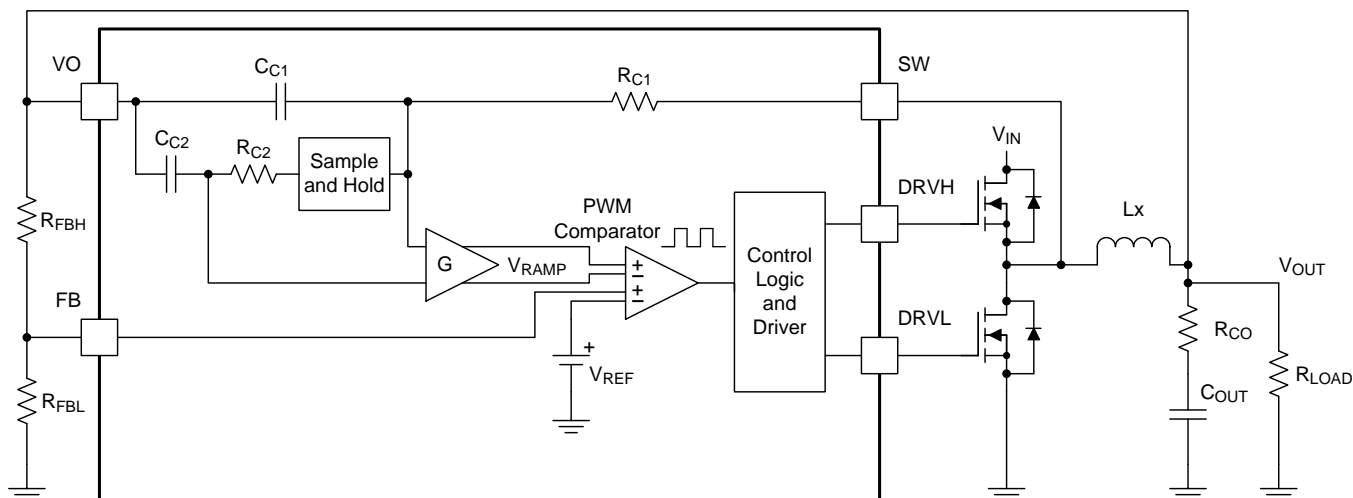 VO
CC1
RC1
SW
CC2
RC2
Sample
and Hold
VIN
RFBH
PWM
Comparator
DRVH
Lx
G
VRAMP
+
−
+
−
Control
Logic
and
Driver
VOUT
FB
DRVL
RCO
+
VREF
RFBL
COUT
RLOAD